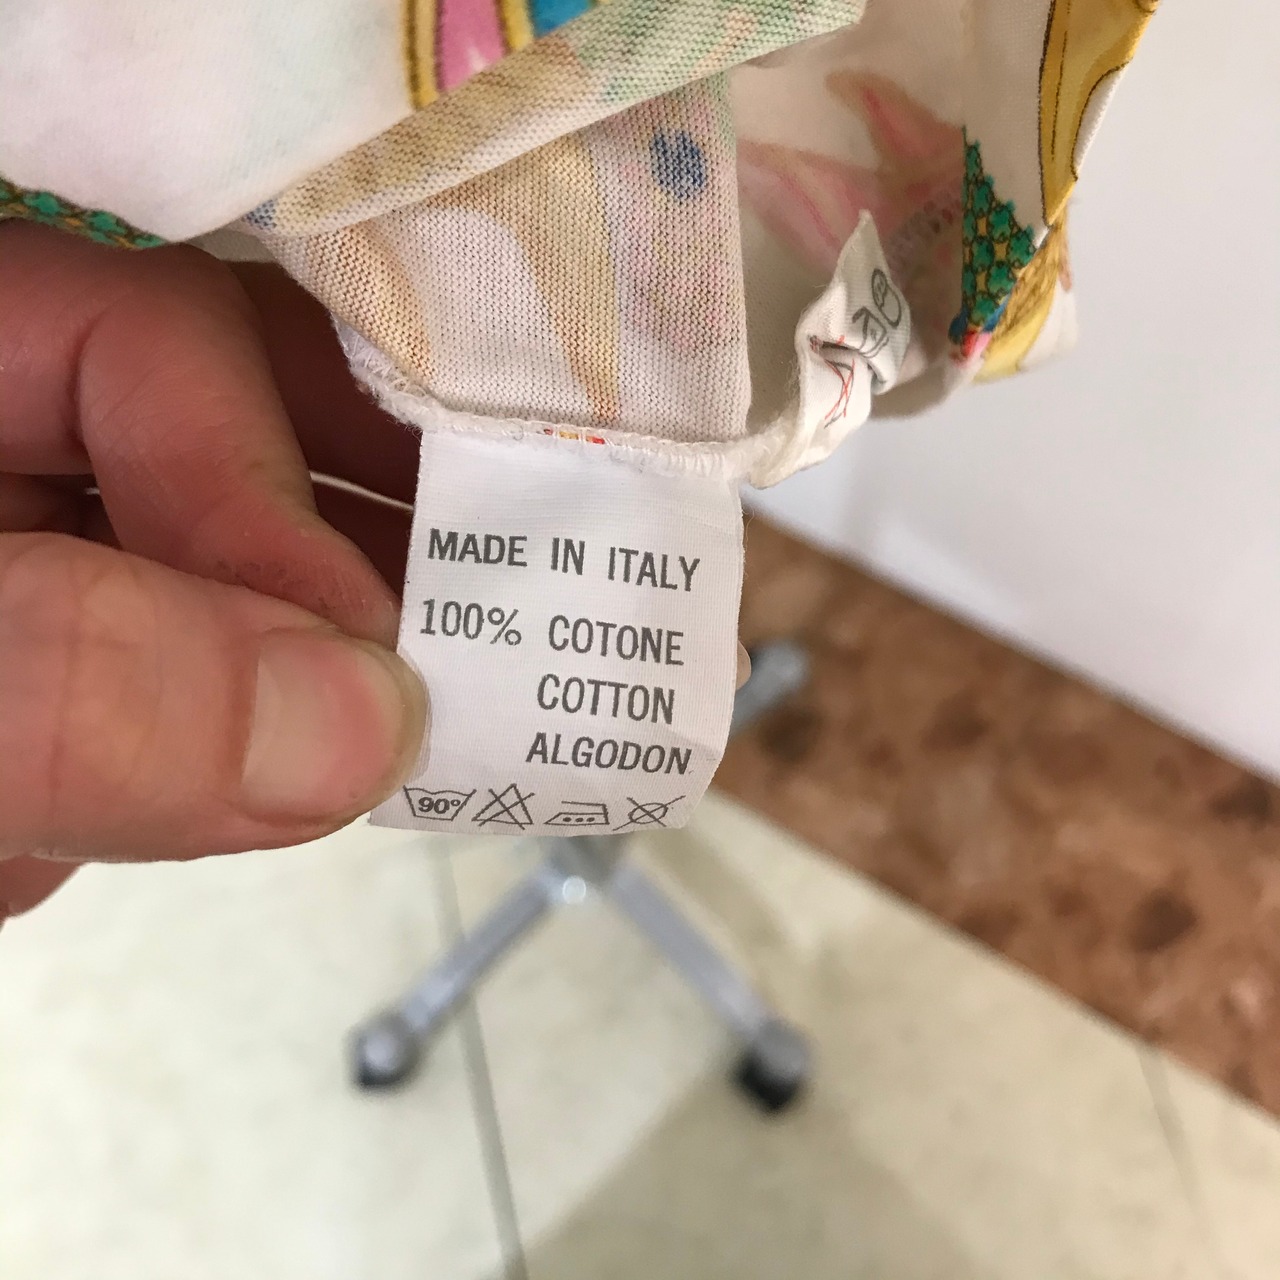 MADE IN ITALY
100% COTONE
COTTON
ALGODON
90°